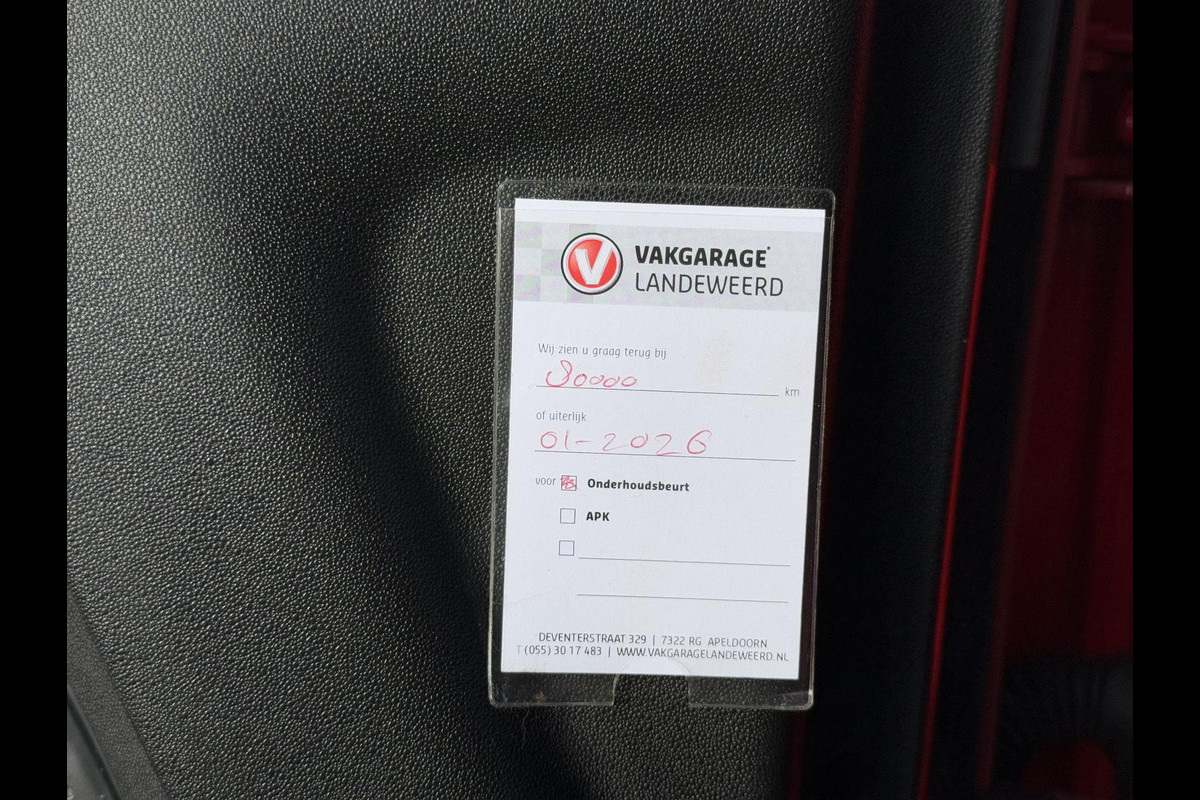 V VAKGARAGE®
LANDEWEERD
Wij zien u graag terug bij
80000 km
of uiterlijk
01-2026
voor Onderhoudsbeurt
APK
DEVENTERSTRAAT 329 | 7322 RG APELDOORN
T (055) 30 17 483 | WWW.VAKGARAGELANDEWEERD.NL